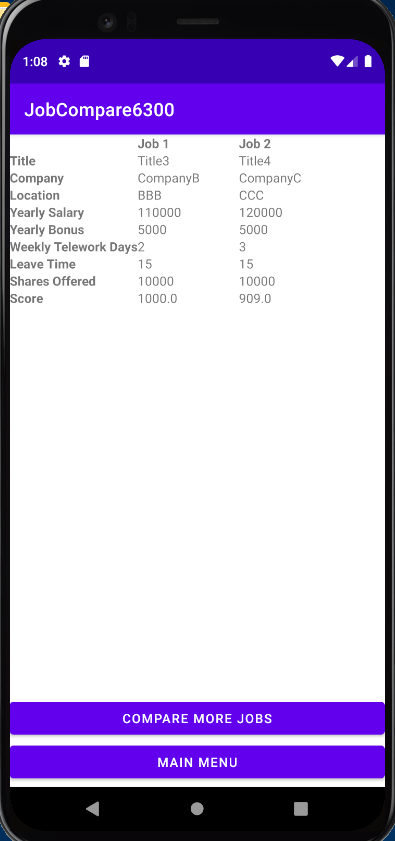 1:08
JobCompare6300
Job 1 Job 2
Title Title3 Title4
Company CompanyB CompanyC
Location BBB CCC
Yearly Salary 110000 120000
Yearly Bonus 5000 5000
Weekly Telework Days 2 3
Leave Time 15 15
Shares Offered 10000 10000
Score 1000.0 909.0
COMPARE MORE JOBS
MAIN MENU